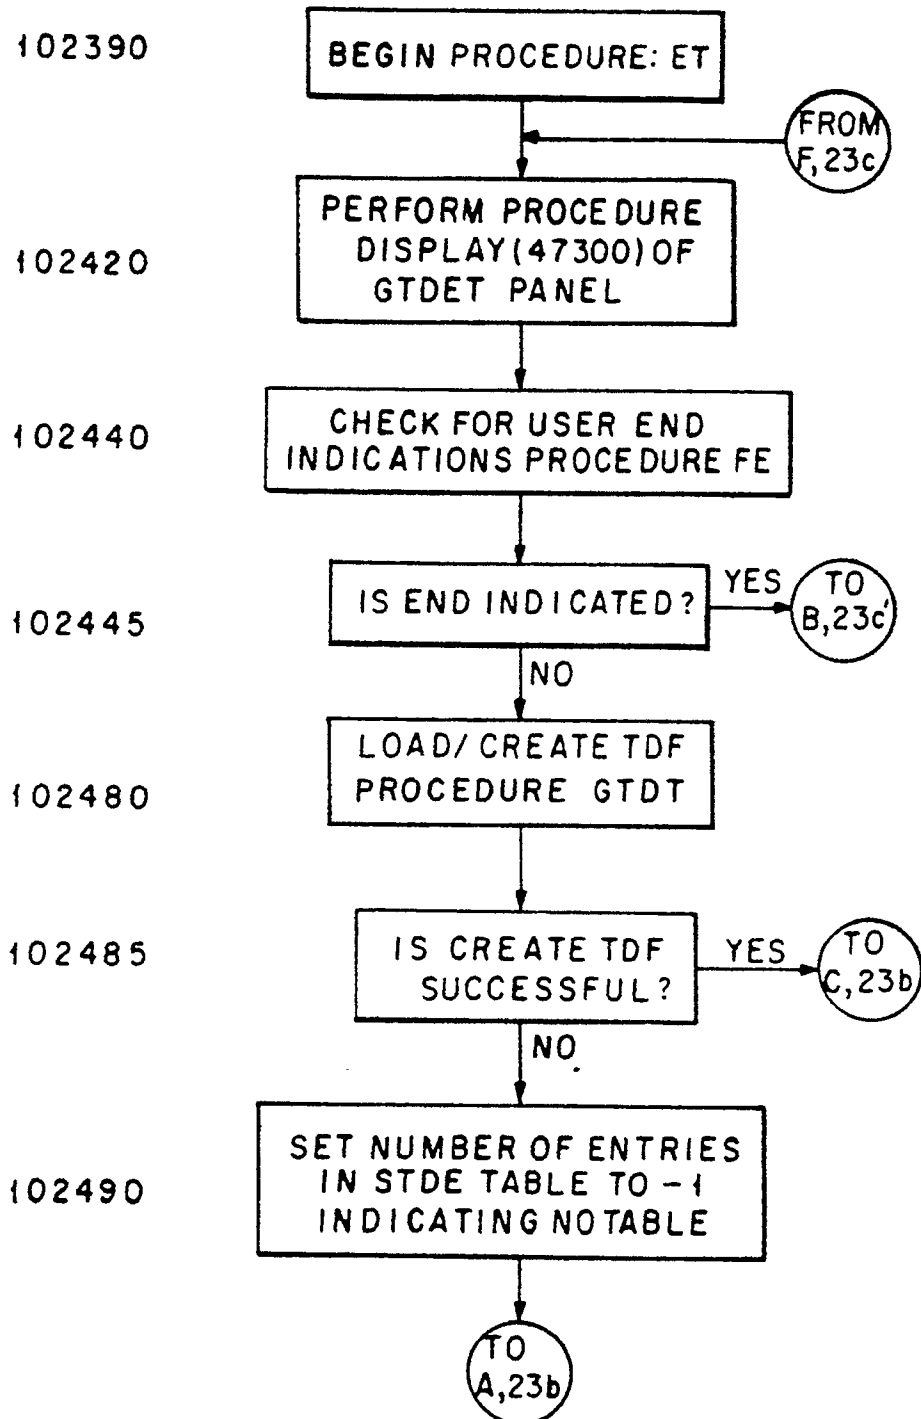 102390
BEGIN PROCEDURE: ET
FROM
F, 23c
102420
PERFORM PROCEDURE
DISPLAY (47300) OF
GTDET PANEL
102440
CHECK FOR USER END
INDICATIONS PROCEDURE FE
102445
IS END INDICATED?
YES
TO
B, 23c'
NO
102480
LOAD/CREATE TDF
PROCEDURE GTDT
102485
IS CREATE TDF
SUCCESSFUL?
YES
TO
C, 23b
NO
102490
SET NUMBER OF ENTRIES
IN STDE TABLE TO -1
INDICATING NOTABLE
TO
A, 23b